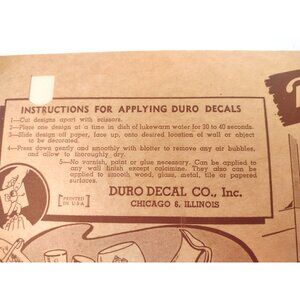 INSTRUCTIONS FOR APPLYING DURO DECALS
1—Cut designs apart with scissors.
2—Place one design at a time in dish of lukewarm water for 20 to 40 seconds.
3—Slide design off paper, face up, onto desired location of wall or object
to be decorated.
4—Press down gently and smoothly with blotter to remove any air bubbles,
and allow to thoroughly dry.
5—No varnish, paint or glue necessary. Can be applied to
any wall finish except calcimine. They also can be
applied to smooth wood, glass, metal, tile or papered
surfaces.
DURO DECAL CO., Inc.
CHICAGO 6, ILLINOIS
PRINTED
IN U.S.A.